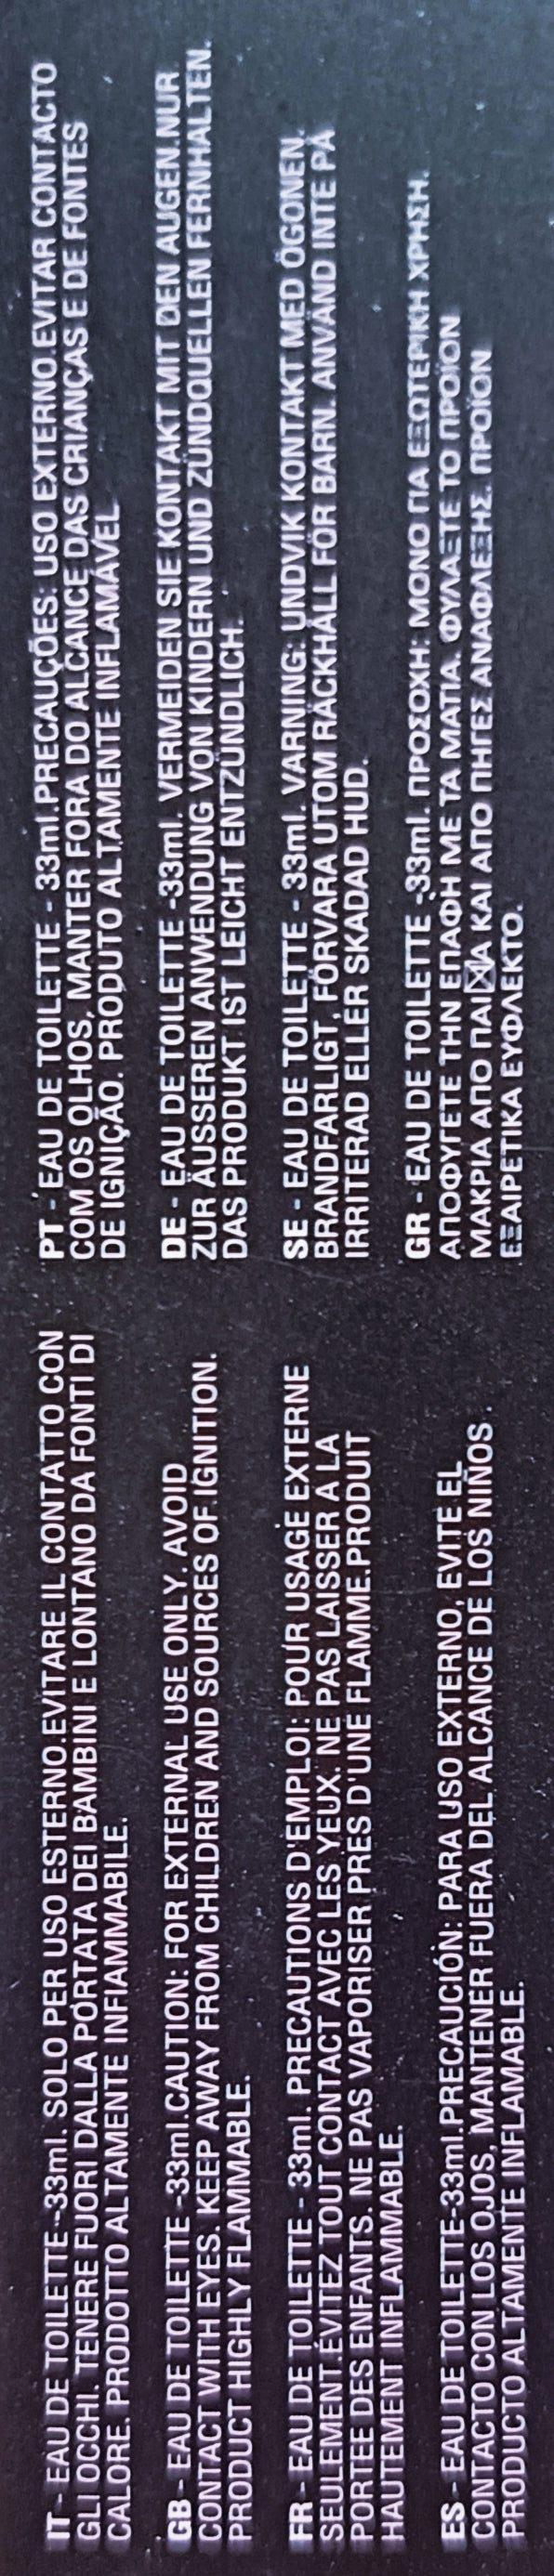 IT - EAU DE TOILETTE-33ml. SOLO PER USO ESTERNO.EVITARE IL CONTATTO CON
GLI OCCHI. TENERE FUORI DALLA PORTATA DEI BAMBINI E LONTANO DA FONTI DI
CALORE. PRODOTTO ALTAMENTE INFIAMMABILE.
GB - EAU DE TOILETTE -33ml.CAUTION: FOR EXTERNAL USE ONLY. AVOID
CONTACT WITH EYES. KEEP AWAY FROM CHILDREN AND SOURCES OF IGNITION.
PRODUCT HIGHLY FLAMMABLE.
FR - EAU DE TOILETTE - 33ml. PRECAUTIONS D'EMPLOI: POUR USAGE EXTERNE
SEULEMENT.ÉVITEZ TOUT CONTACT AVEC LES YEUX. NE PAS LAISSER A LA
PORTEE DES ENFANTS. NE PAS VAPORISER PRES D'UNE FLAMME.PRODUIT
HAUTEMENT INFLAMMABLE.
ES - EAU DE TOILETTE-33ml.PRECAUCIÓN: PARA USO EXTERNO, EVITE EL
CONTACTO CON LOS OJOS, MANTENER FUERA DEL ALCANCE DE LOS NIÑOS .
PRODUCTO ALTAMENTE INFLAMABLE.
PT - EAU DE TOILETTE - 33ml.PRECAUÇÕES: USO EXTERNO.EVITAR CONTACTO
COM OS OLHOS, MANTER FORA DO ALCANCE DAS CRIANÇAS E DE FONTES
DE IGNIÇÃO. PRODUTO ALTAMENTE INFLAMÁVEL
DE - EAU DE TOILETTE -33ml. VERMEIDEN SIE KONTAKT MIT DEN AUGEN.NUR
ZUR ÄUSSEREN ANWENDUNG VON KINDERN UND ZÜNDQUELLEN FERNHALTEN.
DAS PRODUKT IST LEICHT ENTZÜNDLICH.
SE - EAU DE TOILETTE - 33ml. VARNING: UNDVIK KONTAKT MED ÖGONEN.
BRANDFARLIGT, FÖRVARA UTOM RÄCKHÅLL FÖR BARN. ANVÄND INTE PÅ
IRRITERAD ELLER SKADAD HUD.
GR - EAU DE TOILETTE -33ml. ΠΡΟΣΟΧΗ: ΜΟΝΟ ΓΙΑ ΕΞΩΤΕΡΙΚΗ ΧΡΗΣΗ.
ΑΠΟΦΥΓΕΤΕ ΤΗΝ ΕΠΑΦΗ ΜΕ ΤΑ ΜΑΤΙΑ. ΦΥΛΑΞΤΕ ΤΟ ΠΡΟΪΟΝ
ΜΑΚΡΙΑ ΑΠΟ ΠΑΙ☒ΙΑ ΚΑΙ ΑΠΟ ΠΗΓΕΣ ΑΝΑΦΛΕΞΗΣ. ΠΡΟΪΟΝ
ΕΞΑΙΡΕΤΙΚΑ ΕΥΦΛΕΚΤΟ.